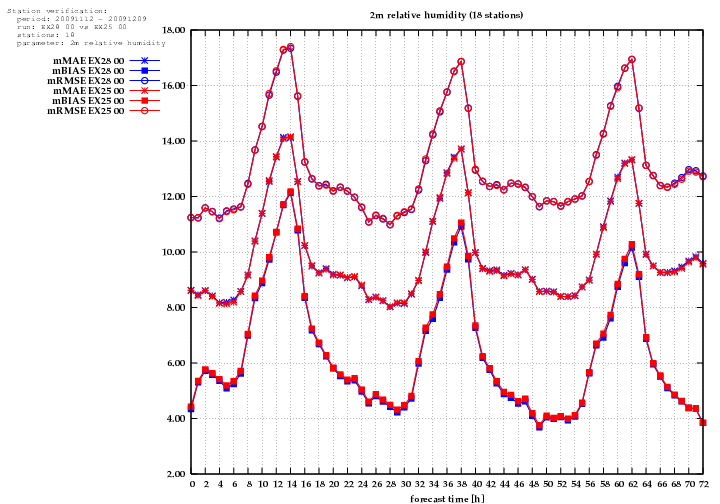 Station verification:
period: 20091112 - 20091209
run: EX28 00 vs EX25 00
stations: 18
parameter: 2m relative humidity
2m relative humidity (18 stations)
mMAE EX28 00
mBIAS EX28 00
mRMSE EX28 00
mMAE EX25 00
mBIAS EX25 00
mRMSE EX25 00
18.00
16.00
14.00
12.00
10.00
8.00
6.00
4.00
2.00
0 2 4 6 8 10 12 14 16 18 20 22 24 26 28 30 32 34 36 38 40 42 44 46 48 50 52 54 56 58 60 62 64 66 68 70 72
forecast time [h]